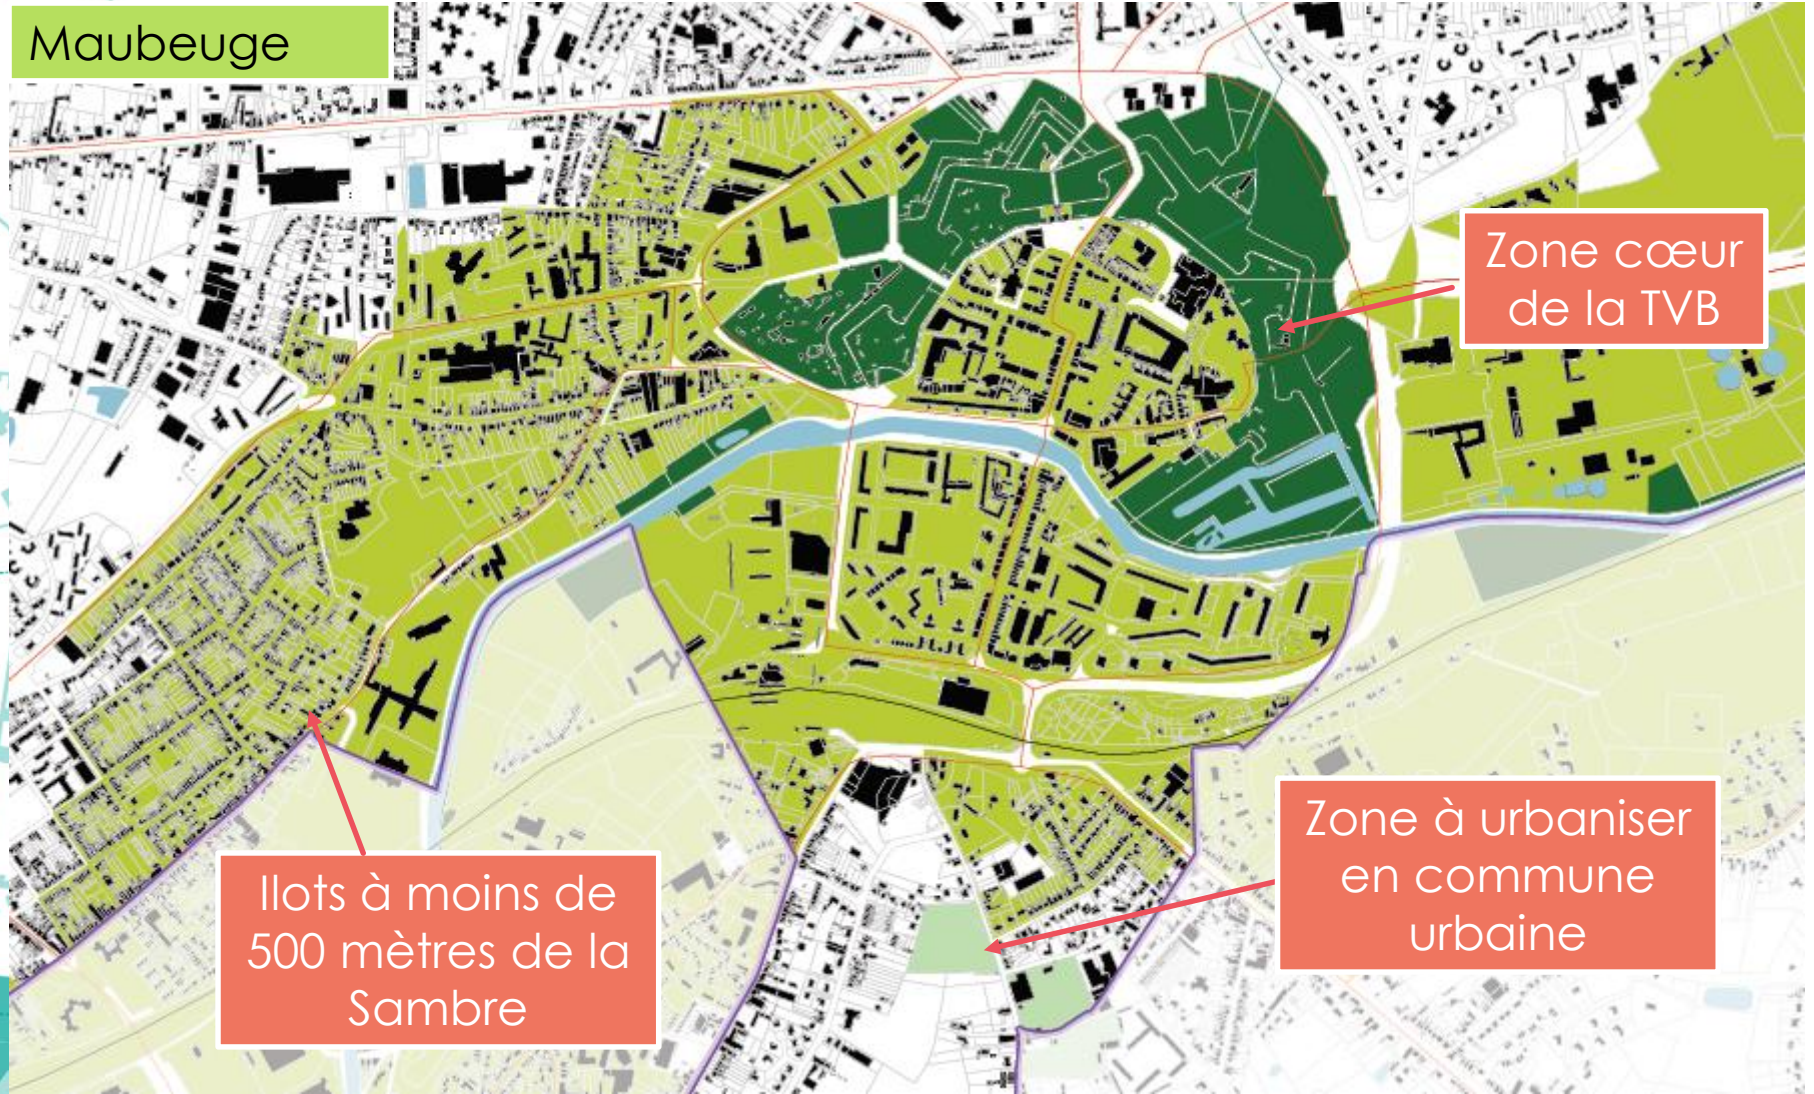 Maubeuge
Zone cœur
de la TVB
Zone à urbaniser
en commune
urbaine
Ilots à moins de
500 mètres de la
Sambre